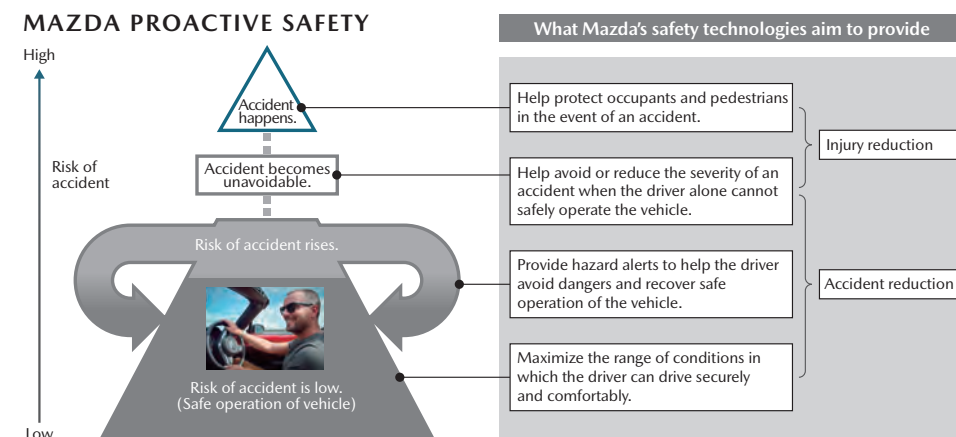 MAZDA PROACTIVE SAFETY
What Mazda's safety technologies aim to provide
High
Risk of
accident
Low
Accident
happens.
Accident becomes
unavoidable.
Risk of accident rises.
Risk of accident is low.
(Safe operation of vehicle)
Help protect occupants and pedestrians
in the event of an accident.
Help avoid or reduce the severity of an
accident when the driver alone cannot
safely operate the vehicle.
Provide hazard alerts to help the driver
avoid dangers and recover safe
operation of the vehicle.
Maximize the range of conditions in
which the driver can drive securely
and comfortably.
Injury reduction
Accident reduction